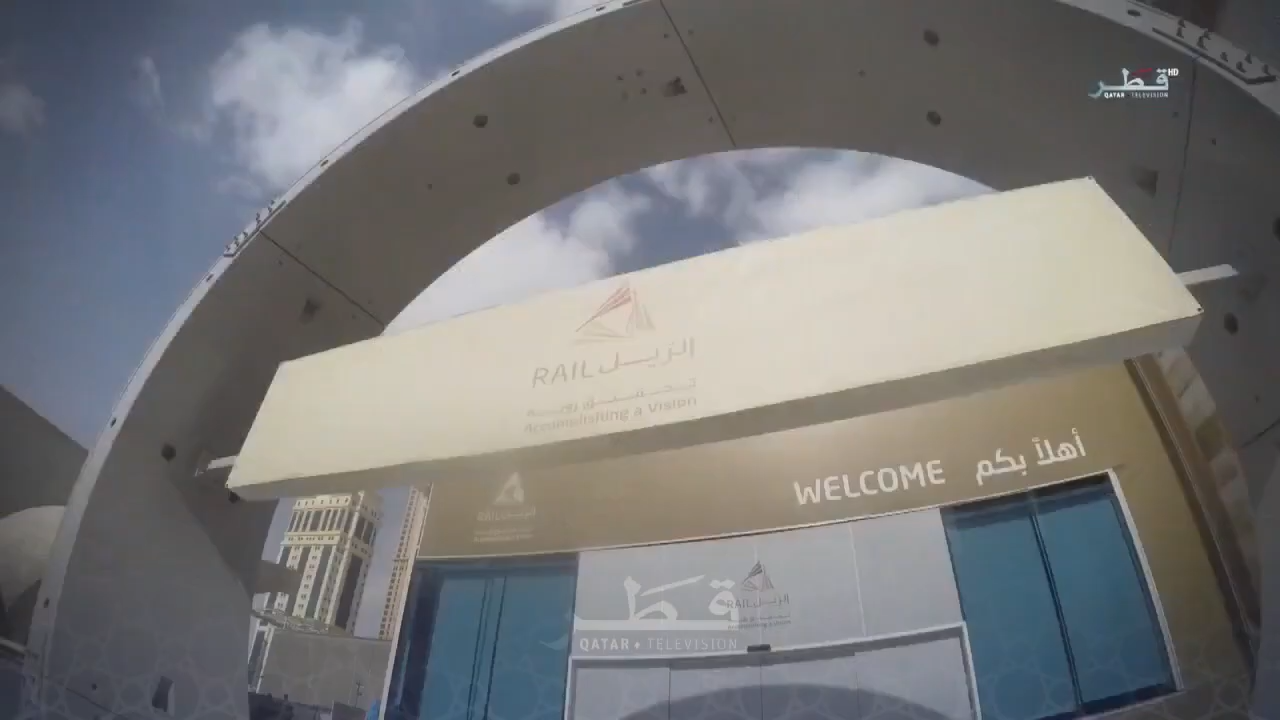 قطر HD
QATAR TELEVISION
RAIL الريل
تحقيق رؤية
Accomplishing a Vision
WELCOME أهلاً بكم
RAIL الريل
قطر
QATAR TELEVISION
RAIL الريل